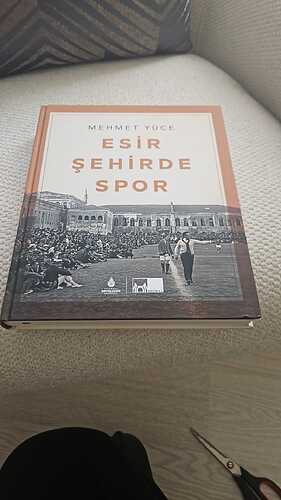 MEHMET YÜCE
ESİR
ŞEHİRDE
SPOR